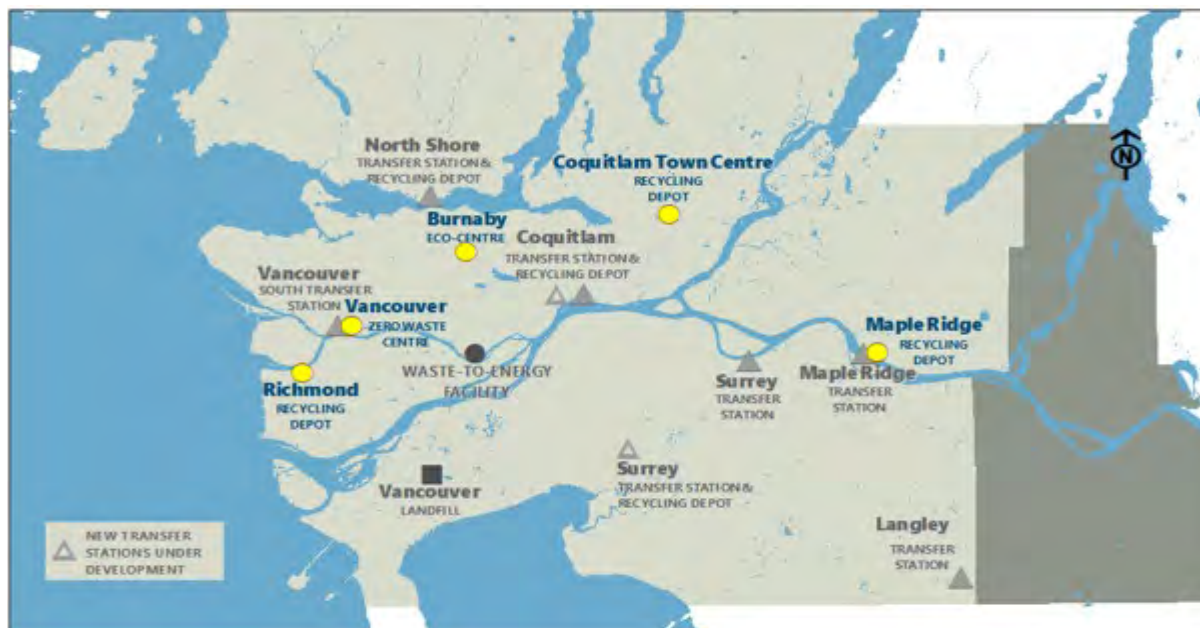 North Shore
TRANSFER STATION &
RECYCLING DEPOT
N
Coquitlam Town Centre
RECYCLING
DEPOT
Burnaby
ECO-CENTRE
Coquitlam
TRANSFER STATION &
RECYCLING DEPOT
Vancouver
SOUTH TRANSFER
STATION
Vancouver
ZERO WASTE
CENTRE
Maple Ridge
RECYCLING
DEPOT
WASTE-TO-ENERGY
FACILITY
Richmond
RECYCLING
DEPOT
Surrey
TRANSFER
STATION
Maple Ridge
TRANSFER
STATION
Surrey
TRANSFER STATION &
RECYCLING DEPOT
Vancouver
LANDFILL
Langley
TRANSFER
STATION
NEW TRANSFER
STATIONS UNDER
DEVELOPMENT